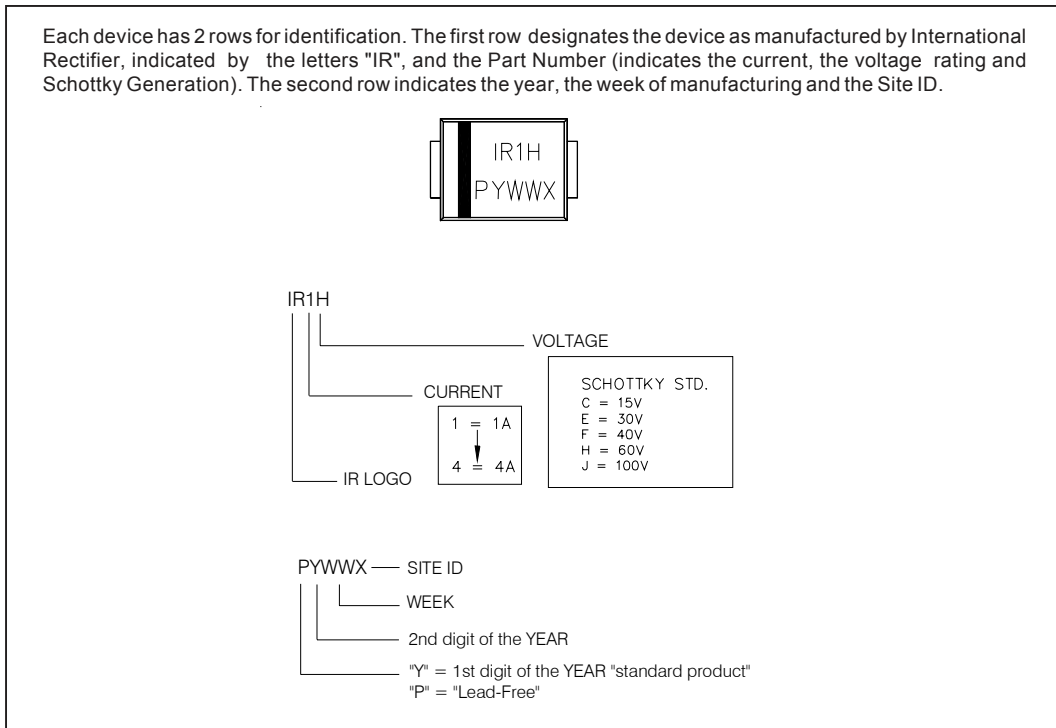 Each device has 2 rows for identification. The first row designates the device as manufactured by International
Rectifier, indicated by the letters "IR", and the Part Number (indicates the current, the voltage rating and
Schottky Generation). The second row indicates the year, the week of manufacturing and the Site ID.
IR1H
PYWWX
IR1H
VOLTAGE
SCHOTTKY STD.
C = 15V
E = 30V
F = 40V
H = 60V
J = 100V
CURRENT
1 = 1A
4 = 4A
IR LOGO
PYWWX
SITE ID
WEEK
2nd digit of the YEAR
"Y" = 1st digit of the YEAR "standard product"
"P" = "Lead-Free"